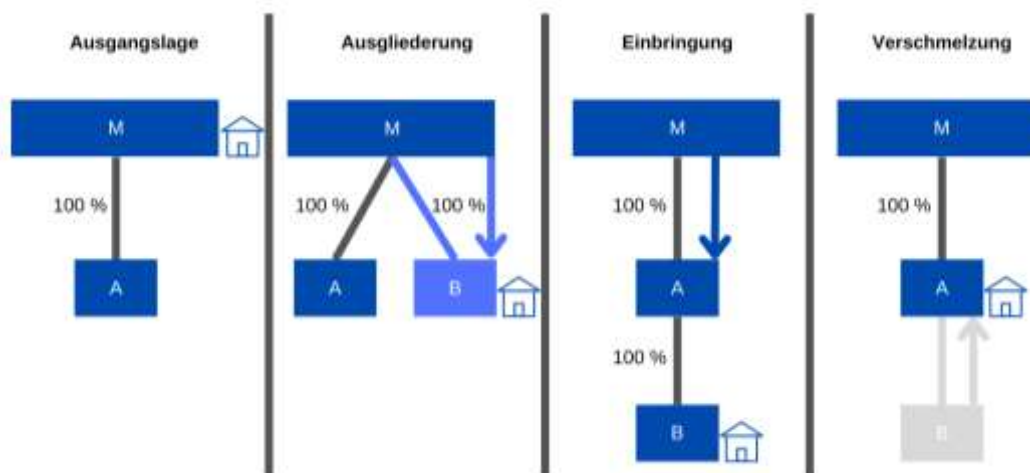 Ausgangslage
M
100 %
A
Ausgliederung
M
100 % 100 %
A B
Einbringung
M
100 %
A
100 %
B
Verschmelzung
M
100 %
A
B